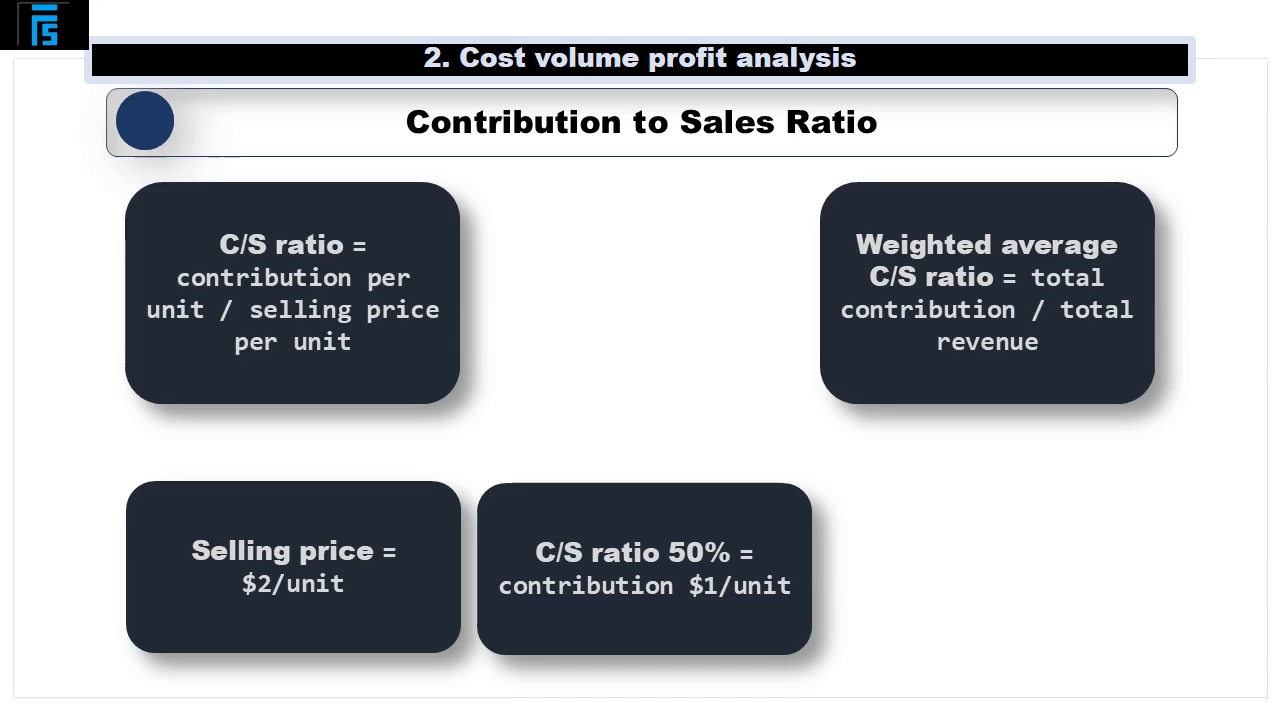 2. Cost volume profit analysis
Contribution to Sales Ratio
C/S ratio =
contribution per
unit / selling price
per unit
Weighted average
C/S ratio = total
contribution / total
revenue
Selling price =
$2/unit
C/S ratio 50% =
contribution $1/unit